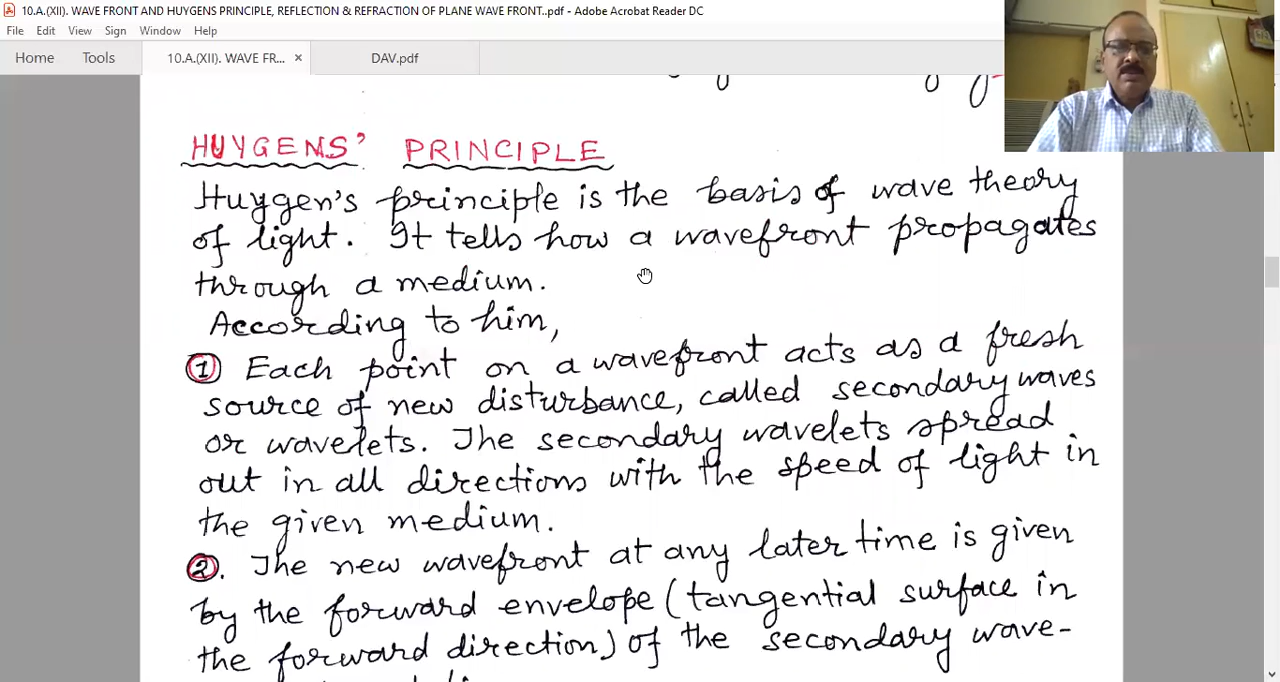 10.A.(XII). WAVE FRONT AND HUYGENS PRINCIPLE, REFLECTION & REFRACTION OF PLANE WAVE FRONT..pdf - Adobe Acrobat Reader DC
File Edit View Sign Window Help
Home Tools 10.A.(XII). WAVE FR... × DAV.pdf
HUYGENS' PRINCIPLE
Huygen's principle is the basis of wave theory
of light. It tells how a wavefront propagates
through a medium.
According to him,
① Each point on a wavefront acts as a fresh
source of new disturbance, called secondary waves
or wavelets. The secondary wavelets spread
out in all directions with the speed of light in
the given medium.
②. The new wavefront at any later time is given
by the forward envelope (tangential surface in
the forward direction) of the secondary wave-